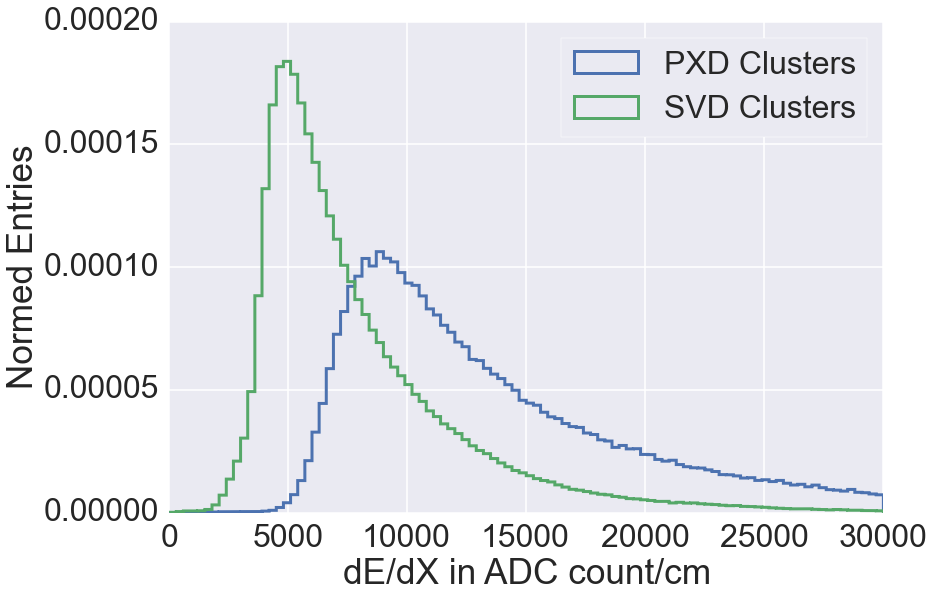 0.00020
0.00015
0.00010
0.00005
0.00000
Normed Entries
PXD Clusters
SVD Clusters
0 5000 10000 15000 20000 25000 30000
dE/dX in ADC count/cm